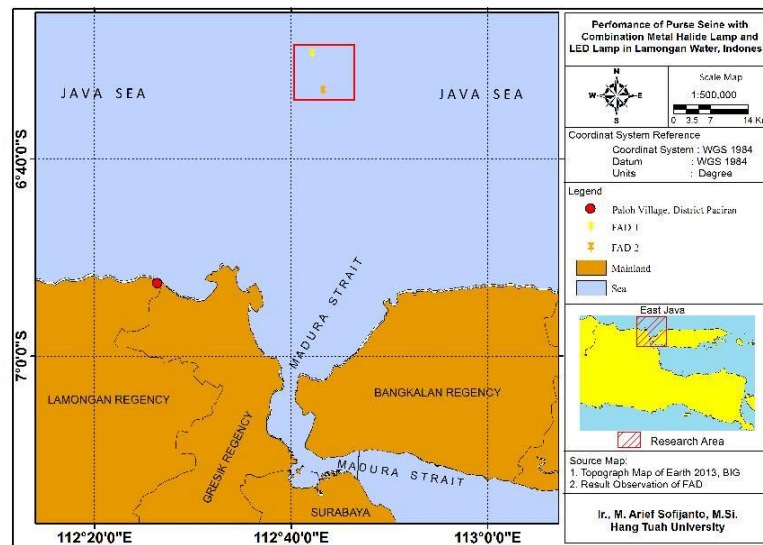 Perfomance of Purse Seine with
Combination Metal Halide Lamp and
LED Lamp in Lamongan Water, Indones
N
W E
S
Scale Map
1:500,000
0 3.5 7 14 Km
Coordinat System Reference
Coordinat System : WGS 1984
Datum : WGS 1984
Units : Degree
Legend
Paloh Village, District Paciran
FAD 1
FAD 2
Mainland
Sea
East Java
Research Area
Source Map:
1. Topograph Map of Earth 2013, BIG
2. Result Observation of FAD
Ir., M. Arief Sofijanto, M.Si.
Hang Tuah University
JAVA SEA
JAVA SEA
6°40'0"S
7°0'0"S
MADURA STRAIT
LAMONGAN REGENCY
GRESIK REGENCY
BANGKALAN REGENCY
MADURA STRAIT
SURABAYA
112°20'0"E
112°40'0"E
113°0'0"E